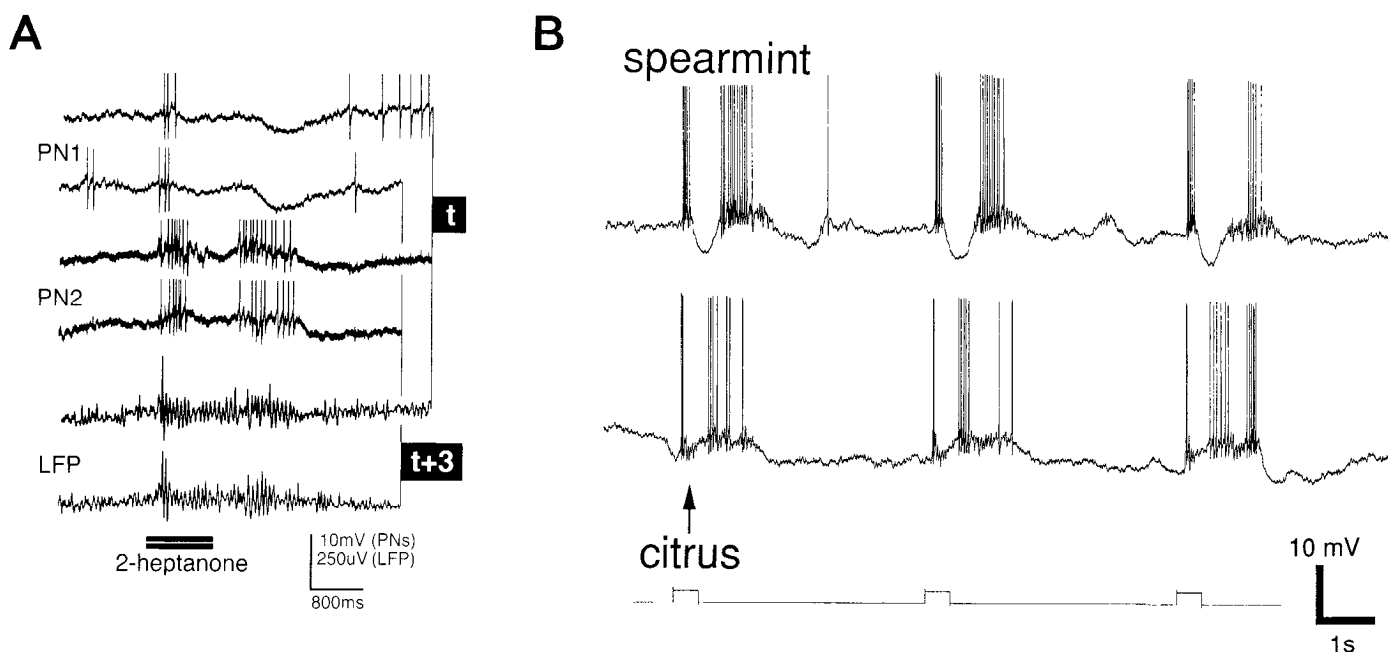 A
PN1
t
PN2
LFP
t+3
2-heptanone
10mV (PNs)
250uV (LFP)
800ms
B
spearmint
citrus
10 mV
1s